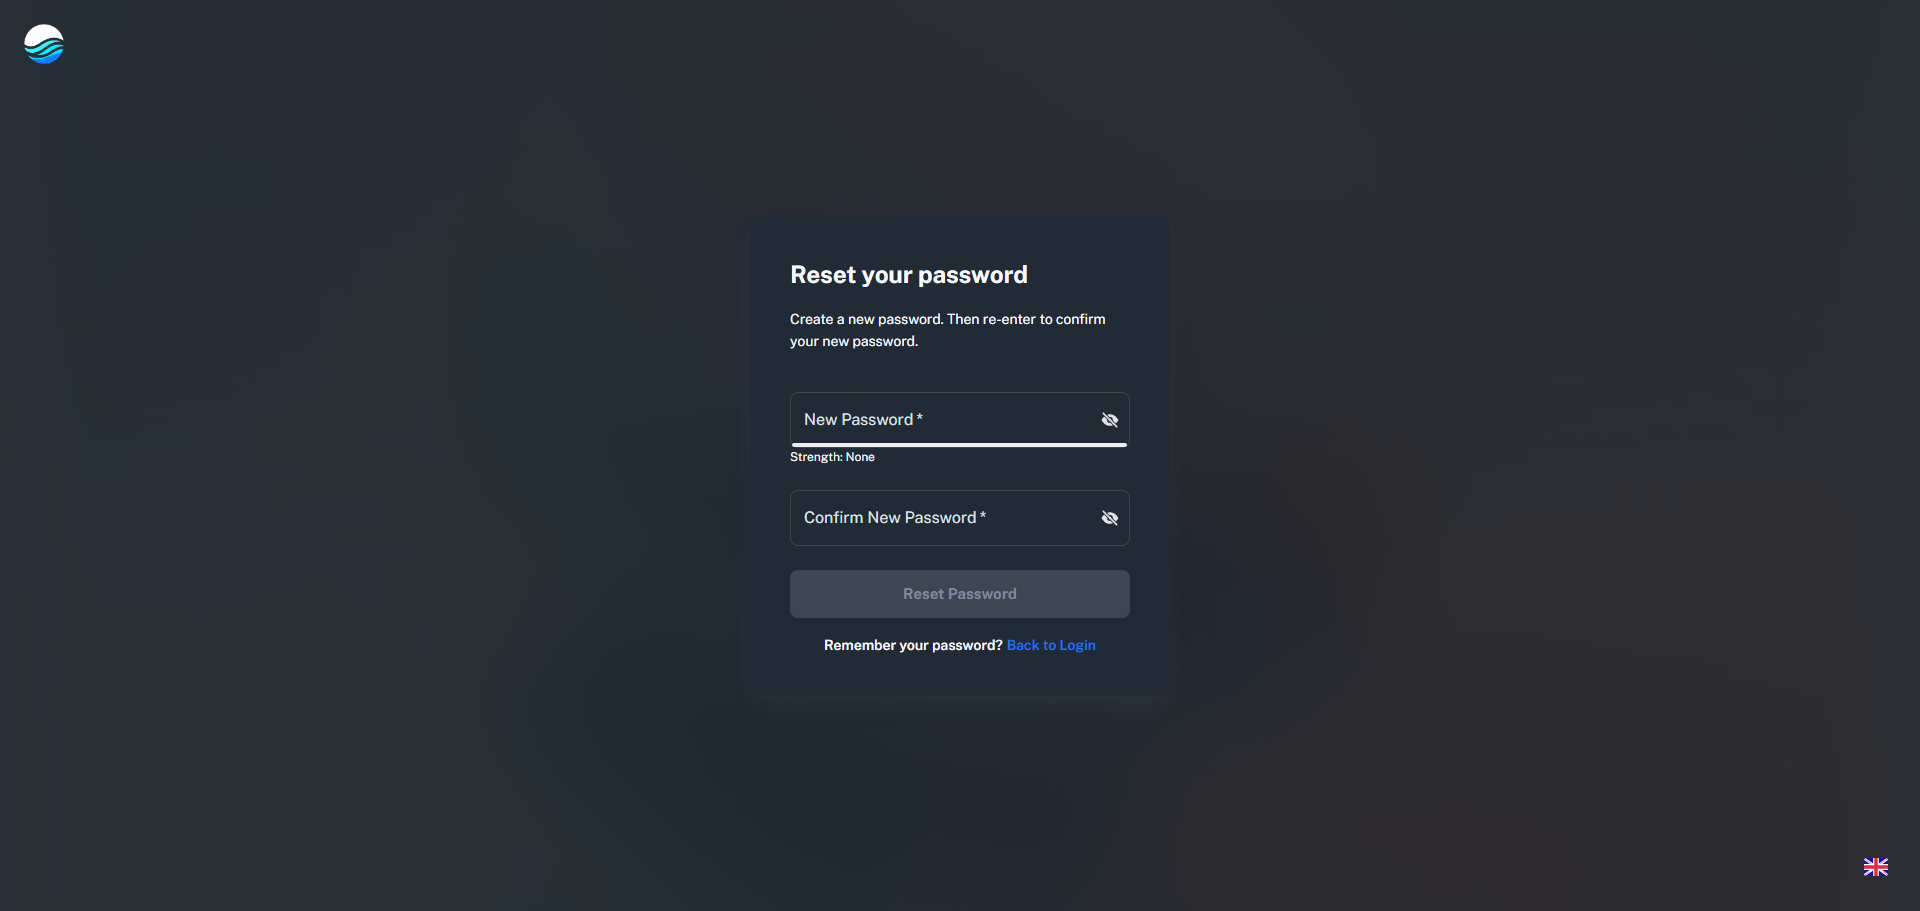 Reset your password
Create a new password. Then re-enter to confirm
your new password.
New Password *
Strength: None
Confirm New Password *
Reset Password
Remember your password? Back to Login